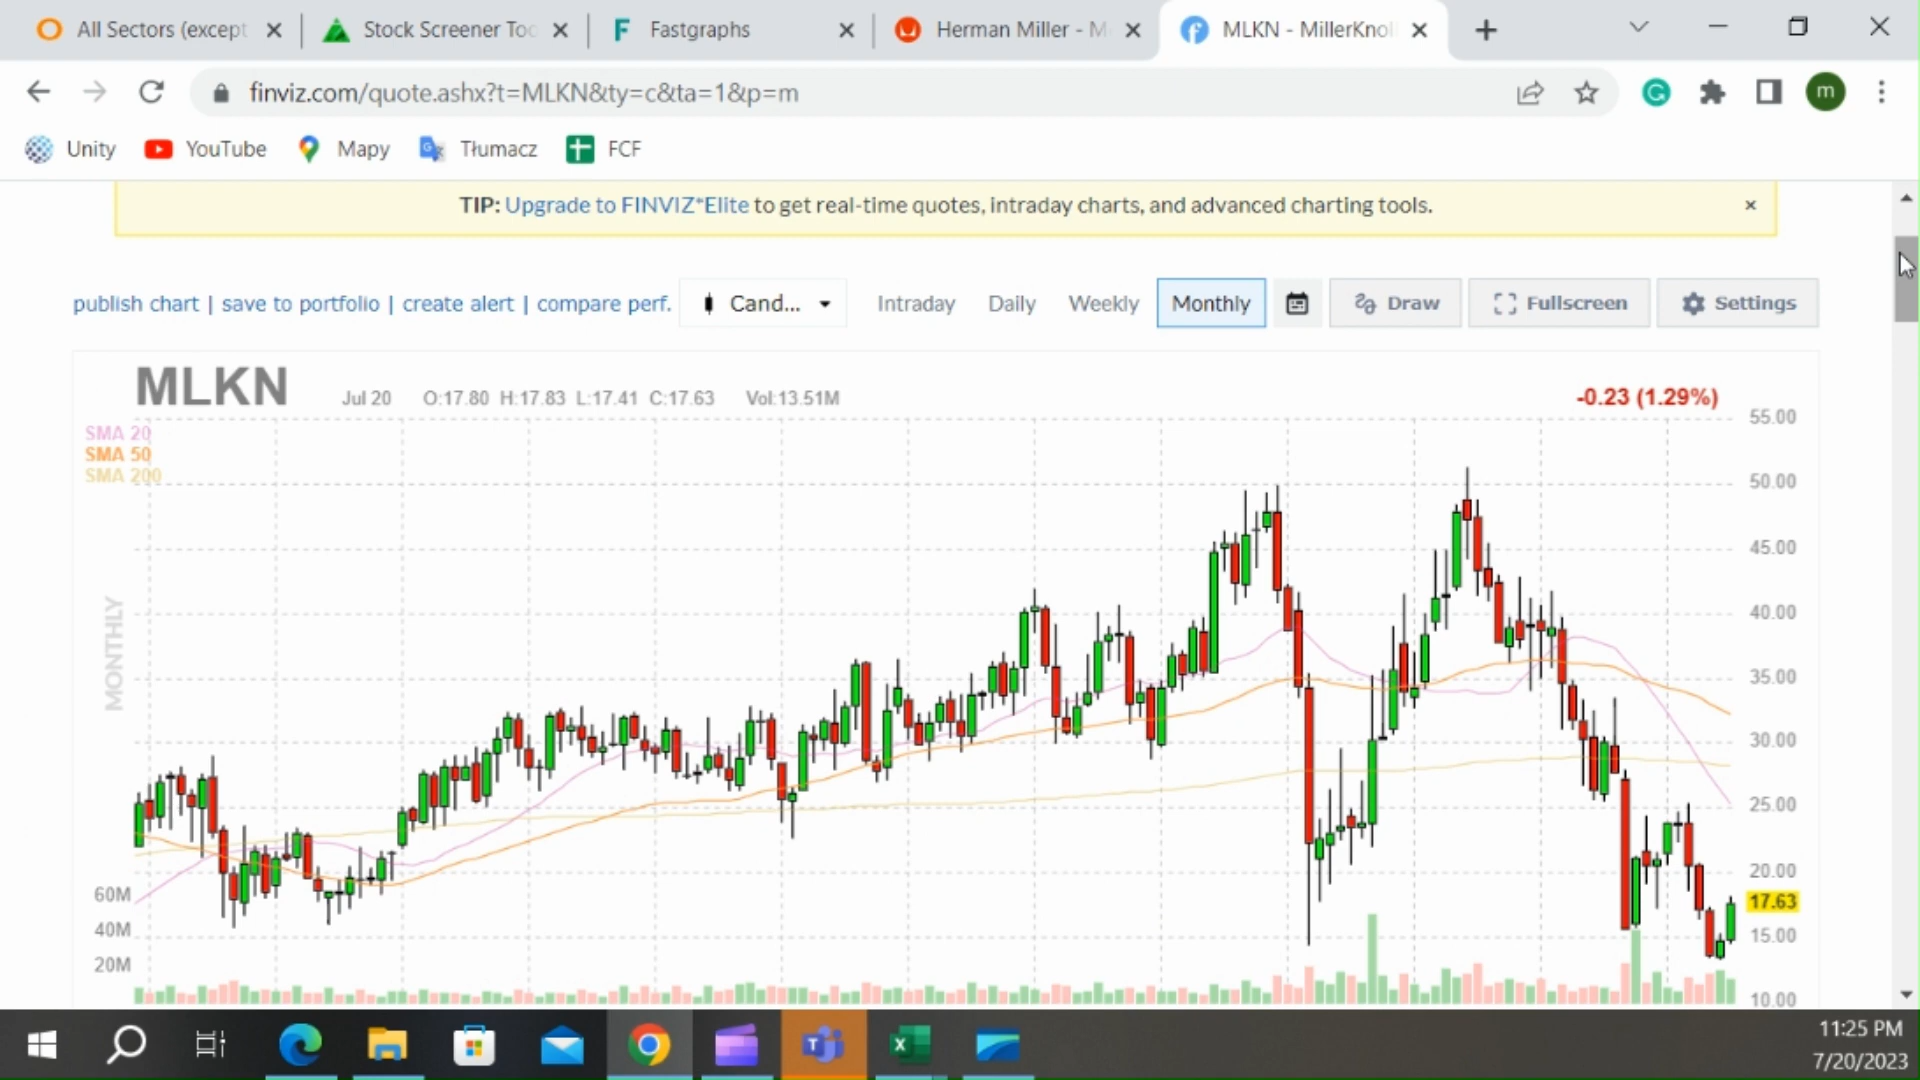 All Sectors (except
Stock Screener Too
Fastgraphs
Herman Miller - M
MLKN - MillerKnoll
finviz.com/quote.ashx?t=MLKN&ty=c&ta=1&p=m
m
Unity
YouTube
Mapy
Tłumacz
FCF
TIP: Upgrade to FINVIZ*Elite to get real-time quotes, intraday charts, and advanced charting tools.
publish chart | save to portfolio | create alert | compare perf.
Cand...
Intraday
Daily
Weekly
Monthly
Draw
Fullscreen
Settings
MLKN
Jul 20 O:17.80 H:17.83 L:17.41 C:17.63 Vol:13.51M
-0.23 (1.29%)
SMA 20
SMA 50
SMA 200
MONTHLY
55.00
50.00
45.00
40.00
35.00
30.00
25.00
20.00
17.63
15.00
10.00
60M
40M
20M
11:25 PM
7/20/2023